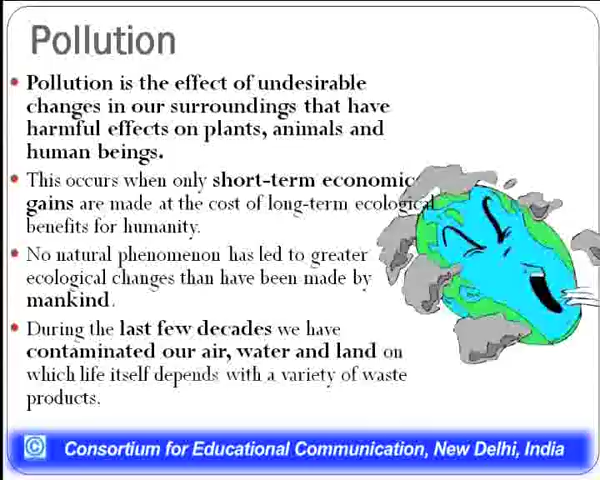 Pollution
Pollution is the effect of undesirable
changes in our surroundings that have
harmful effects on plants, animals and
human beings.
This occurs when only short-term economic
gains are made at the cost of long-term ecological
benefits for humanity.
No natural phenomenon has led to greater
ecological changes than have been made by
mankind.
During the last few decades we have
contaminated our air, water and land on
which life itself depends with a variety of waste
products.
© Consortium for Educational Communication, New Delhi, India